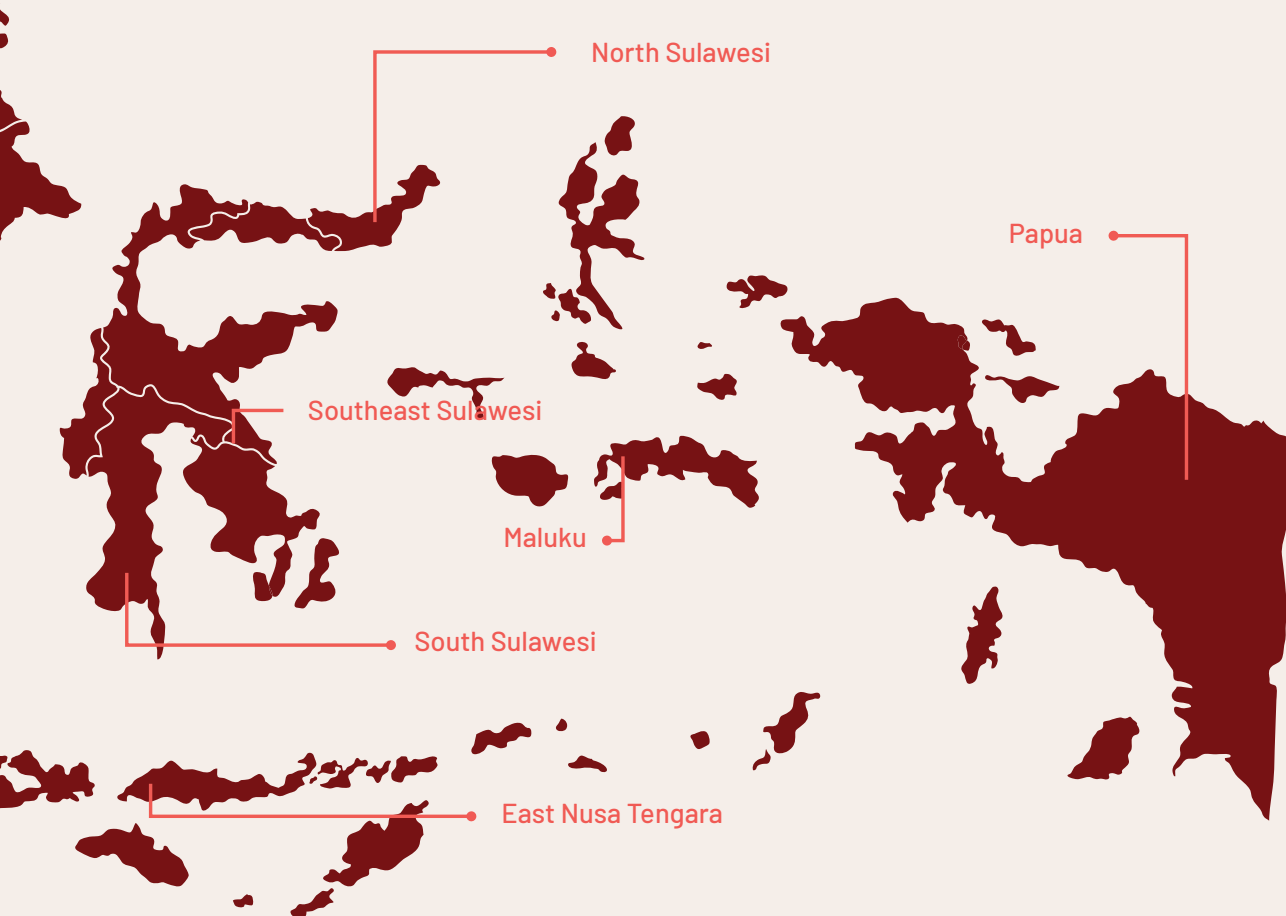 North Sulawesi
Papua
Southeast Sulawesi
Maluku
South Sulawesi
East Nusa Tengara